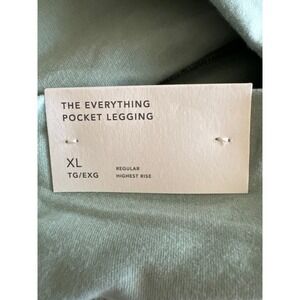 THE EVERYTHING
POCKET LEGGING
XL
TG/EXG
REGULAR
HIGHEST RISE